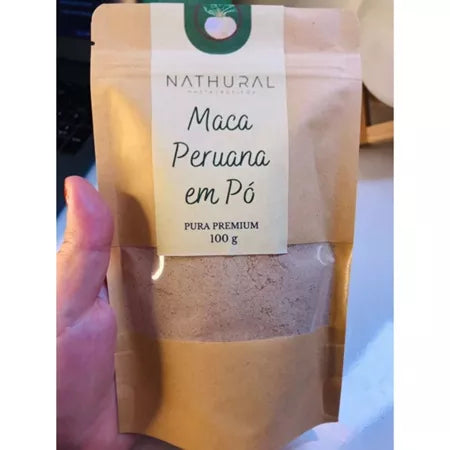 NATHURAL
Maca
Peruana
em Pó
PURA PREMIUM
100 g